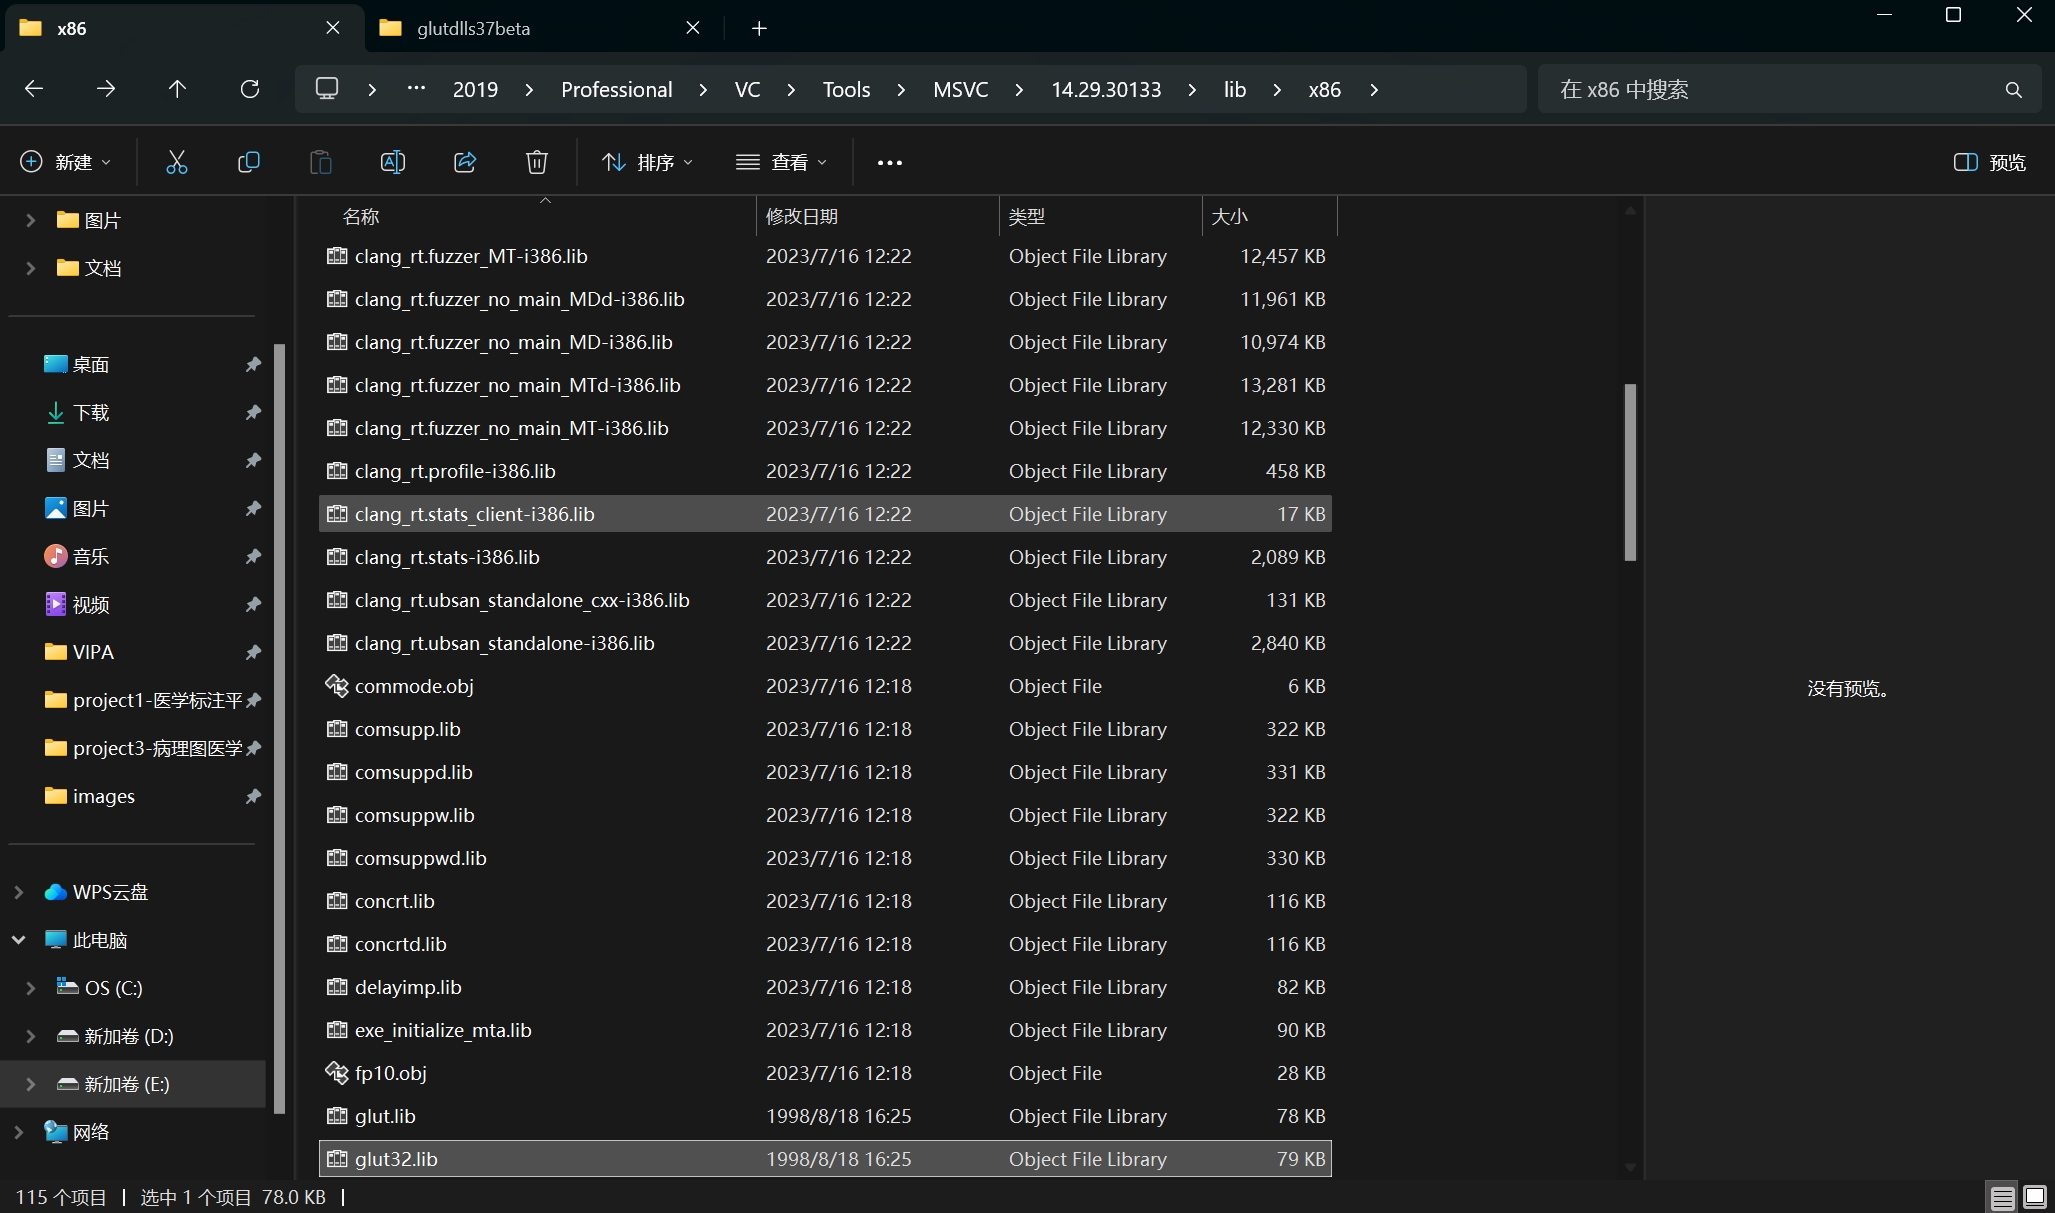 x86
glutdlls37beta
2019 Professional VC Tools MSVC 14.29.30133 lib x86
在 x86 中搜索
新建
排序
查看
预览
图片
文档
桌面
下载
文档
图片
音乐
视频
VIPA
project1-医学标注平
project3-病理图医学
images
WPS云盘
此电脑
OS (C:)
新加卷 (D:)
新加卷 (E:)
网络
名称 修改日期 类型 大小
clang_rt.fuzzer_MT-i386.lib 2023/7/16 12:22 Object File Library 12,457 KB
clang_rt.fuzzer_no_main_MDd-i386.lib 2023/7/16 12:22 Object File Library 11,961 KB
clang_rt.fuzzer_no_main_MD-i386.lib 2023/7/16 12:22 Object File Library 10,974 KB
clang_rt.fuzzer_no_main_MTd-i386.lib 2023/7/16 12:22 Object File Library 13,281 KB
clang_rt.fuzzer_no_main_MT-i386.lib 2023/7/16 12:22 Object File Library 12,330 KB
clang_rt.profile-i386.lib 2023/7/16 12:22 Object File Library 458 KB
clang_rt.stats_client-i386.lib 2023/7/16 12:22 Object File Library 17 KB
clang_rt.stats-i386.lib 2023/7/16 12:22 Object File Library 2,089 KB
clang_rt.ubsan_standalone_cxx-i386.lib 2023/7/16 12:22 Object File Library 131 KB
clang_rt.ubsan_standalone-i386.lib 2023/7/16 12:22 Object File Library 2,840 KB
commode.obj 2023/7/16 12:18 Object File 6 KB
comsupp.lib 2023/7/16 12:18 Object File Library 322 KB
comsuppd.lib 2023/7/16 12:18 Object File Library 331 KB
comsuppw.lib 2023/7/16 12:18 Object File Library 322 KB
comsuppwd.lib 2023/7/16 12:18 Object File Library 330 KB
concrt.lib 2023/7/16 12:18 Object File Library 116 KB
concrtd.lib 2023/7/16 12:18 Object File Library 116 KB
delayimp.lib 2023/7/16 12:18 Object File Library 82 KB
exe_initialize_mta.lib 2023/7/16 12:18 Object File Library 90 KB
fp10.obj 2023/7/16 12:18 Object File 28 KB
glut.lib 1998/8/18 16:25 Object File Library 78 KB
glut32.lib 1998/8/18 16:25 Object File Library 79 KB
没有预览。
115 个项目 选中 1 个项目 78.0 KB